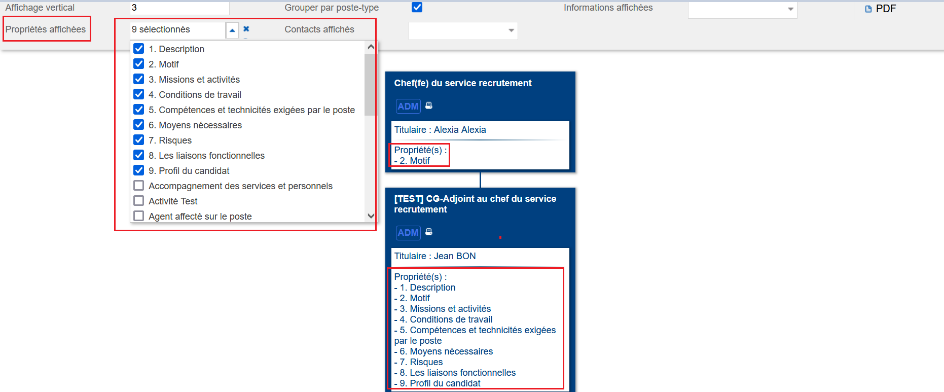 Affichage vertical
3
Grouper par poste-type
Informations affichées
PDF
Propriétés affichées
9 sélectionnés
Contacts affichés
1. Description
2. Motif
3. Missions et activités
4. Conditions de travail
5. Compétences et technicités exigées par le poste
6. Moyens nécessaires
7. Risques
8. Les liaisons fonctionnelles
9. Profil du candidat
Accompagnement des services et personnels
Activité Test
Agent affecté sur le poste
Chef(fe) du service recrutement
ADM
Titulaire : Alexia Alexia
Propriété(s) :
- 2. Motif
[TEST] CG-Adjoint au chef du service
recrutement
ADM
Titulaire : Jean BON
Propriété(s) :
- 1. Description
- 2. Motif
- 3. Missions et activités
- 4. Conditions de travail
- 5. Compétences et technicités exigées
par le poste
- 6. Moyens nécessaires
- 7. Risques
- 8. Les liaisons fonctionnelles
- 9. Profil du candidat